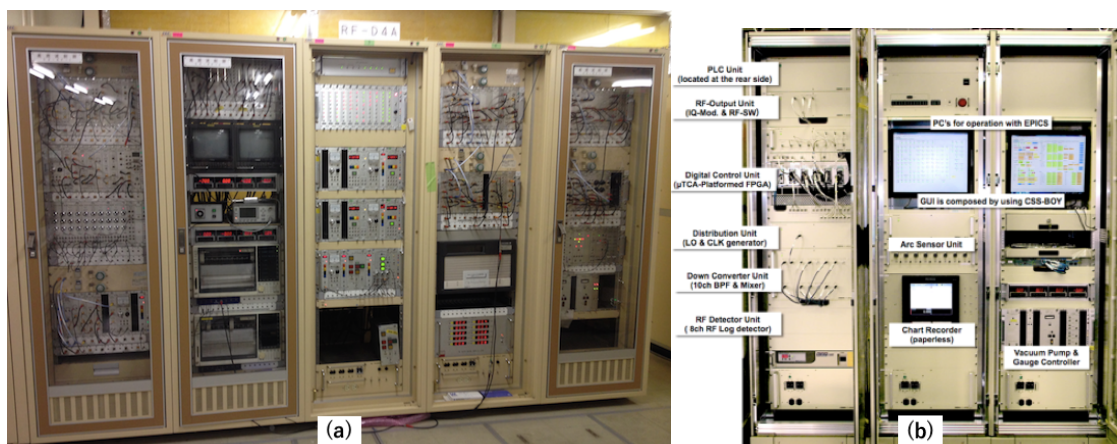 RF-D4A
(a)
PLC Unit
(located at the rear side)
RF-Output Unit
(IQ-Mod. & RF-SW)
Digital Control Unit
(μTCA-Platformed FPGA)
Distribution Unit
(LO & CLK generator)
Down Converter Unit
(10ch BPF & Mixer)
RF Detector Unit
( 8ch RF Log detector)
PC's for operation with EPICS
GUI is composed by using CSS-BOY
Arc Sensor Unit
Chart Recorder
(paperless)
Vacuum Pump &
Gauge Controller
(b)